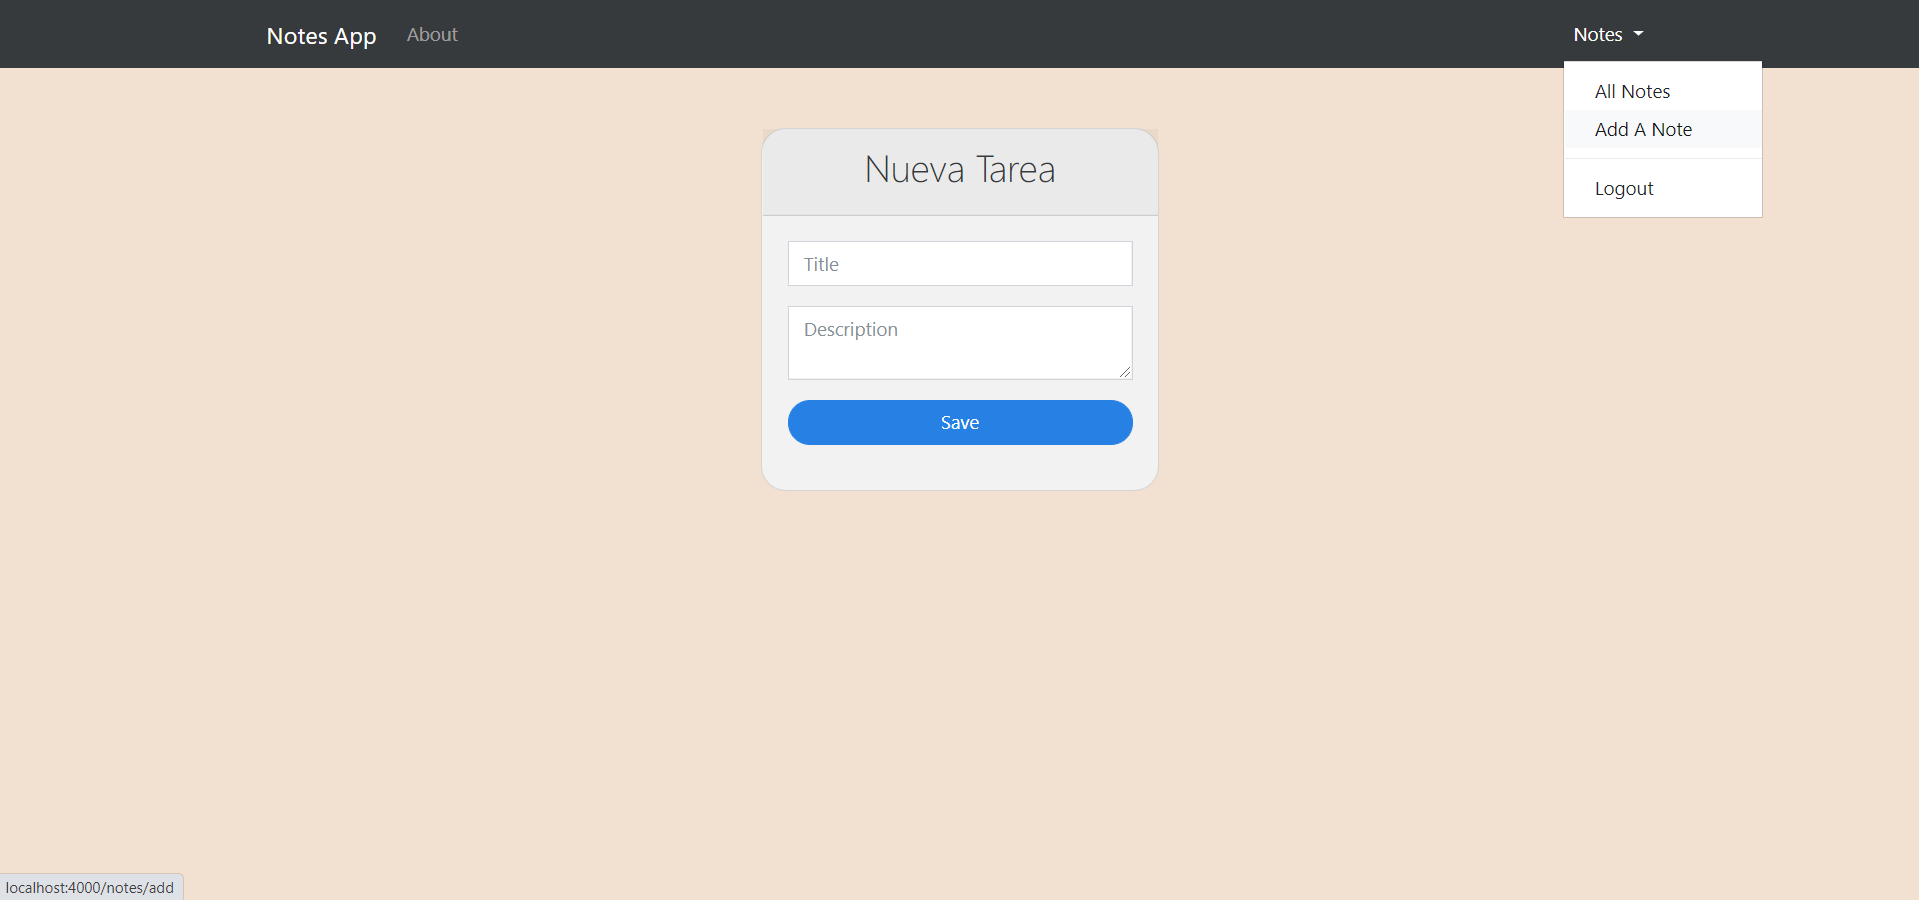 Notes App About Notes
All Notes
Add A Note
Logout
Nueva Tarea
Title
Description
Save
localhost:4000/notes/add